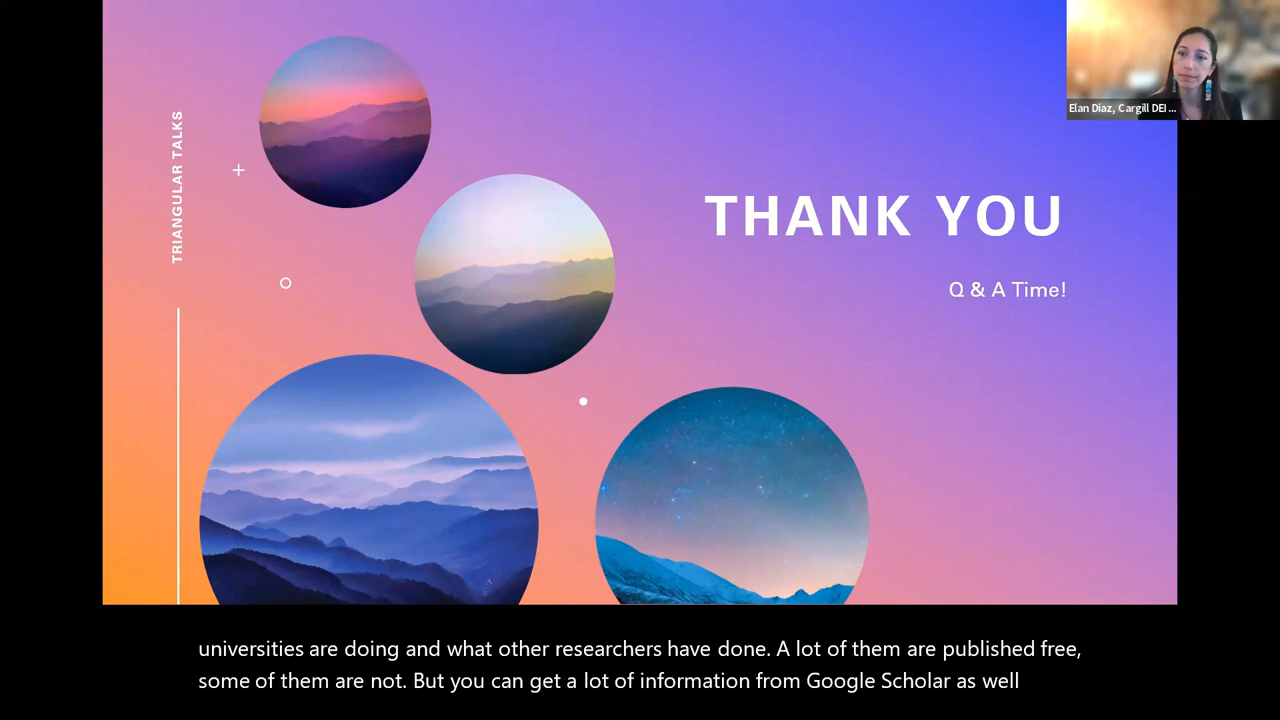 TRIANGULAR TALKS
THANK YOU
Q & A Time!
Elan Diaz, Cargill DEI ...
universities are doing and what other researchers have done. A lot of them are published free,
some of them are not. But you can get a lot of information from Google Scholar as well